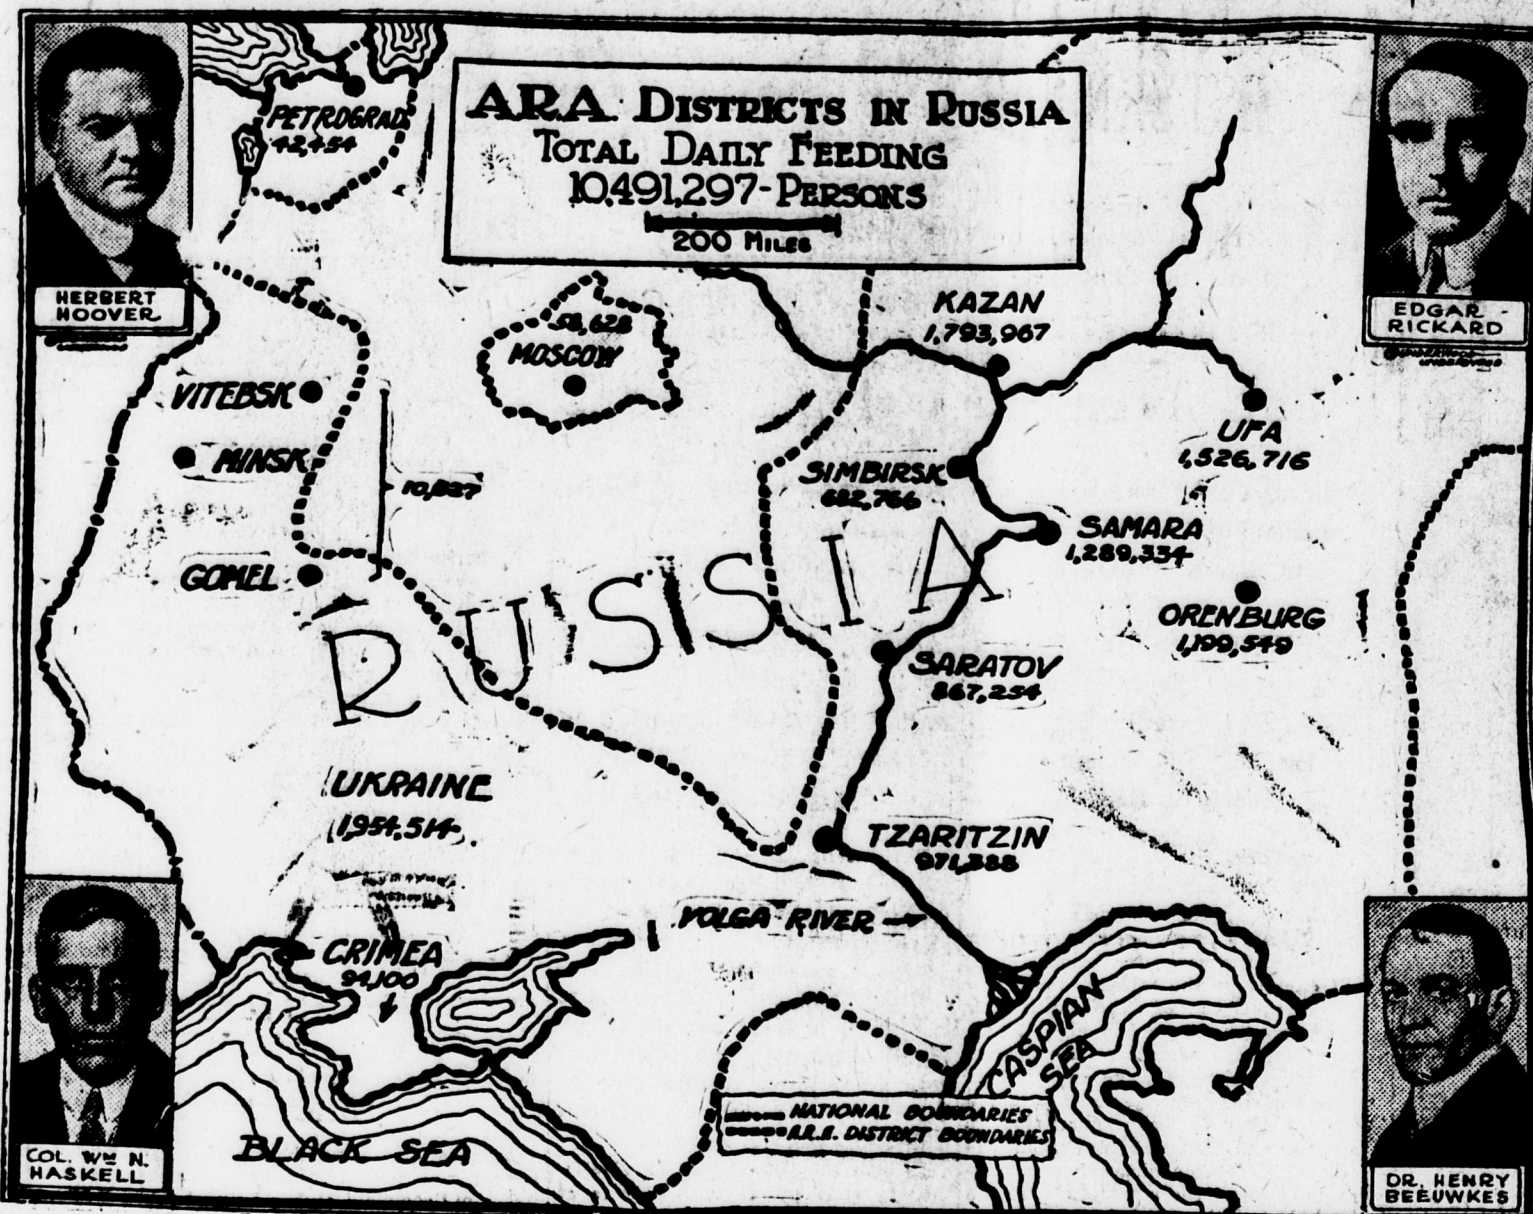 A.R.A. DISTRICTS IN RUSSIA
TOTAL DAILY FEEDING
10,491,297-PERSONS
200 MILES
HERBERT
HOOVER
EDGAR
RICKARD
PETROGRAD
42,454
58,628
MOSCOW
KAZAN
1,793,967
VITEBSK
MINSK
GOMEL
10,627
UFA
1,526,716
SIMBIRSK
682,766
SAMARA
1,289,334
ORENBURG
1,199,549
RUSSIA
SARATOV
867,254
UKRAINE
1,954,514
TZARITZIN
971,388
VOLGA RIVER
CRIMEA
94,100
CASPIAN
SEA
BLACK SEA
NATIONAL BOUNDARIES
A.R.A. DISTRICT BOUNDARIES
COL. WM N.
HASKELL
DR. HENRY
BEEUWKES